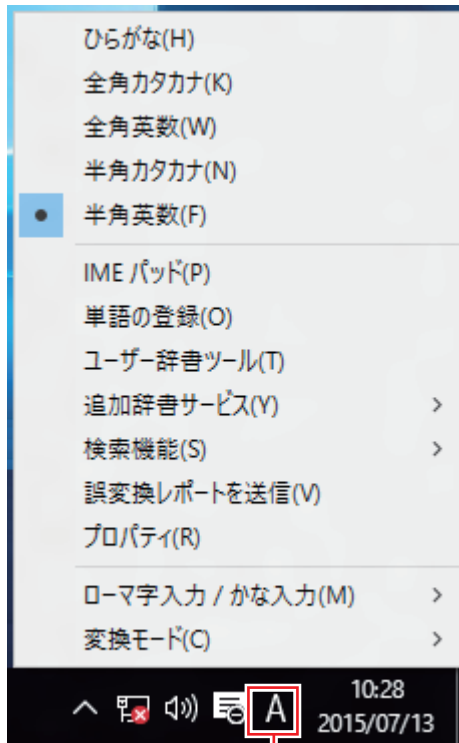 ひらがな(H)
全角カタカナ(K)
全角英数(W)
半角カタカナ(N)
半角英数(F)
IME パッド(P)
単語の登録(O)
ユーザー辞書ツール(T)
追加辞書サービス(Y)
検索機能(S)
誤変換レポートを送信(V)
プロパティ(R)
ローマ字入力 / かな入力(M)
変換モード(C)
A
10:28
2015/07/13